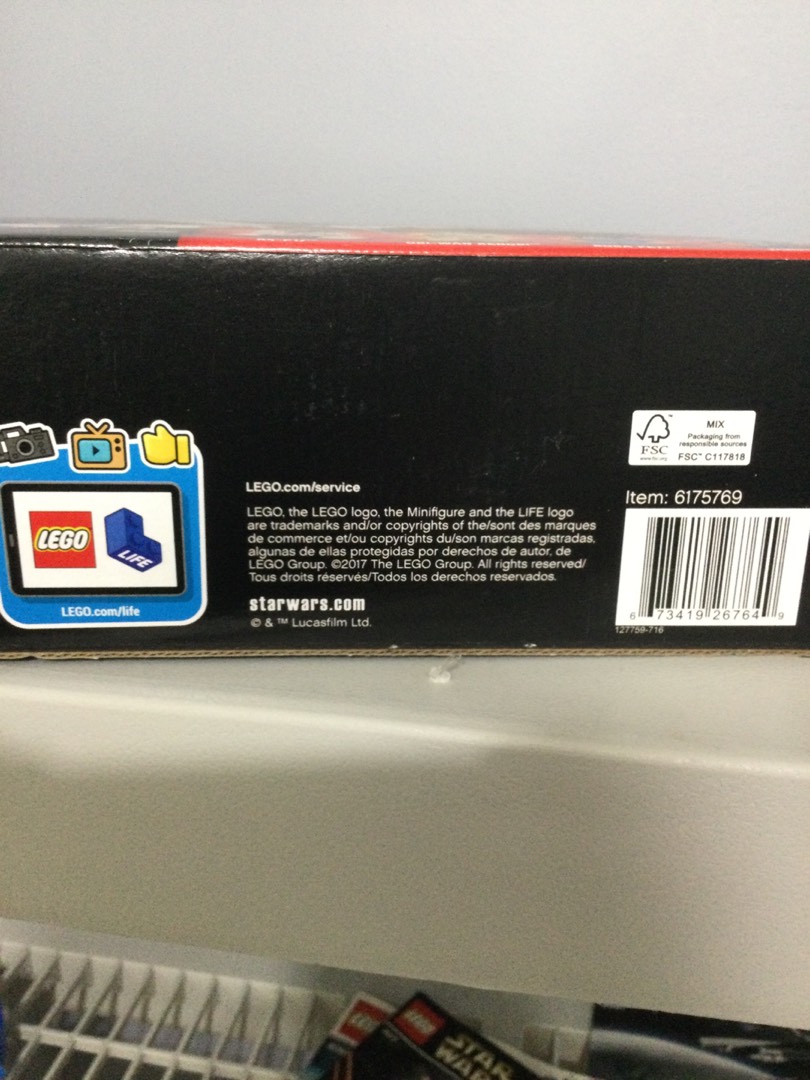 MIX
Packaging from
responsible sources
FSC
www.fsc.org
FSC™ C117818
LEGO.com/service
LEGO, the LEGO logo, the Minifigure and the LIFE logo
are trademarks and/or copyrights of the/sont des marques
de commerce et/ou copyrights du/son marcas registradas,
algunas de ellas protegidas por derechos de autor, de
LEGO Group. ©2017 The LEGO Group. All rights reserved/
Tous droits réservés/Todos los derechos reservados.
starwars.com
© & ™ Lucasfilm Ltd.
LEGO
LIFE
LEGO.com/life
Item: 6175769
6 73419 26764 9
127759-716
LEGO
STAR
WARS